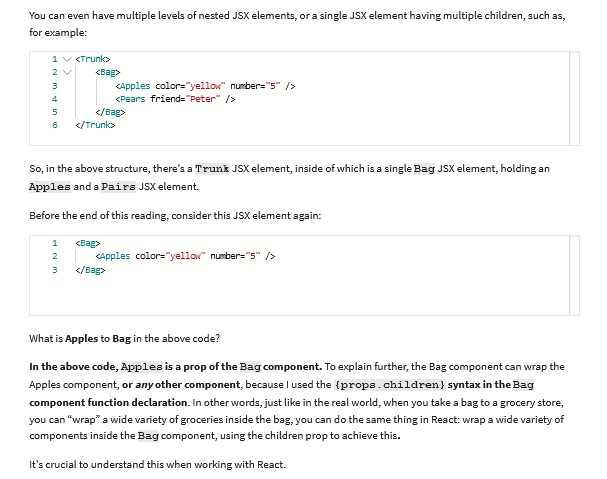 You can even have multiple levels of nested JSX elements, or a single JSX element having multiple children, such as,
for example:
1 <Trunk>
2 <Bag>
3 <Apples color="yellow" number="5" />
4 <Pears friend="Peter" />
5 </Bag>
6 </Trunk>
So, in the above structure, there's a Trunk JSX element, inside of which is a single Bag JSX element, holding an
Apples and a Pairs JSX element.
Before the end of this reading, consider this JSX element again:
1 <Bag>
2 <Apples color="yellow" number="5" />
3 </Bag>
What is Apples to Bag in the above code?
In the above code, Apples is a prop of the Bag component. To explain further, the Bag component can wrap the
Apples component, or any other component, because I used the {props.children} syntax in the Bag
component function declaration. In other words, just like in the real world, when you take a bag to a grocery store,
you can “wrap” a wide variety of groceries inside the bag, you can do the same thing in React: wrap a wide variety of
components inside the Bag component, using the children prop to achieve this.
It's crucial to understand this when working with React.